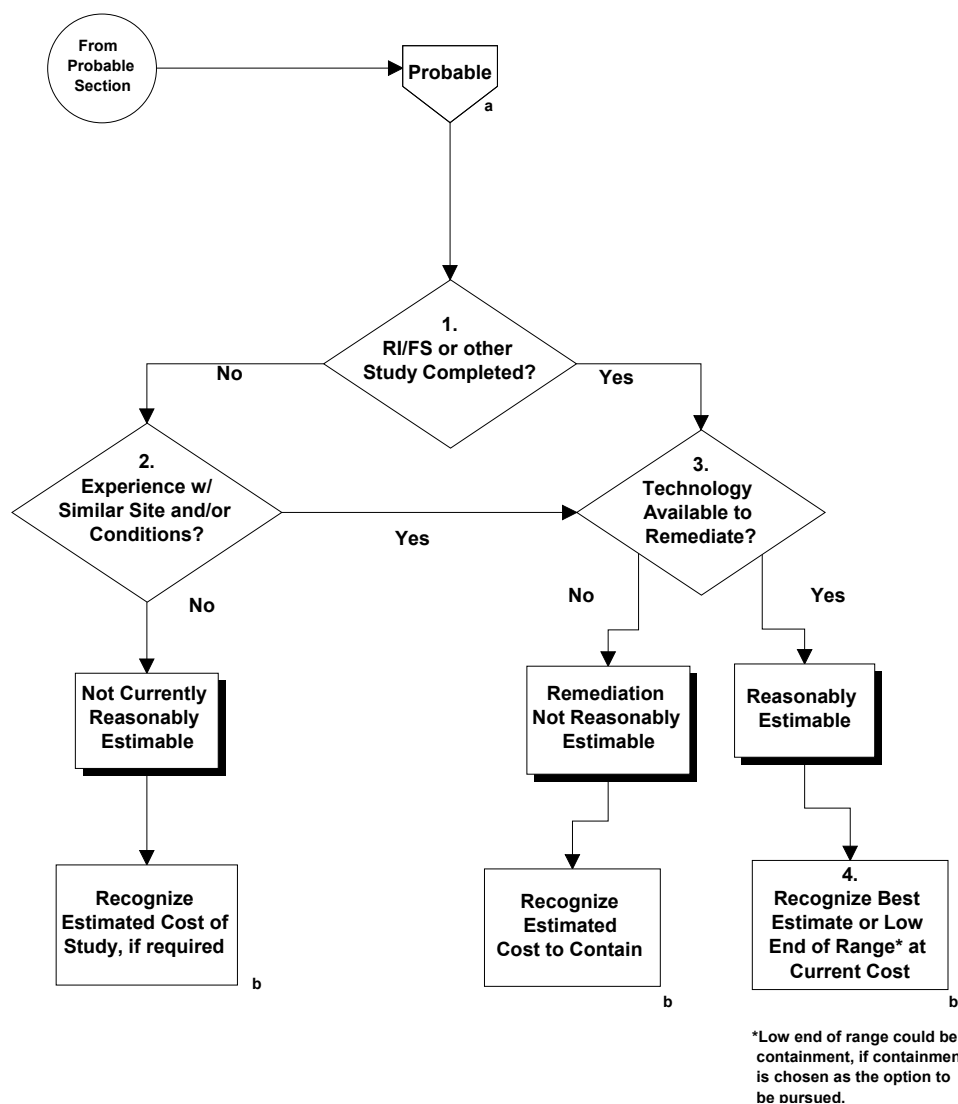 From
Probable
Section
Probable
a
1.
RI/FS or other
Study Completed?
No
Yes
2.
Experience w/
Similar Site and/or
Conditions?
3.
Technology
Available to
Remediate?
Yes
No
No
Yes
Not Currently
Reasonably
Estimable
Remediation
Not Reasonably
Estimable
Reasonably
Estimable
Recognize
Estimated Cost of
Study, if required
b
Recognize
Estimated
Cost to Contain
b
4.
Recognize Best
Estimate or Low
End of Range* at
Current Cost
b
*Low end of range could be
containment, if containmen
is chosen as the option to
be pursued.